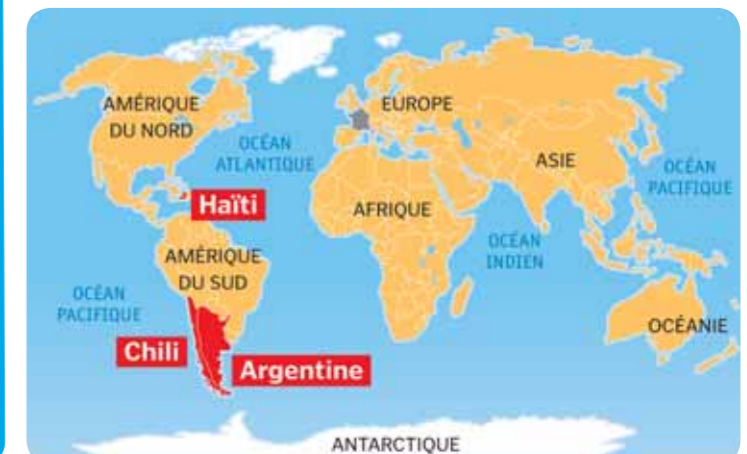 AMÉRIQUE
DU NORD
EUROPE
OCÉAN
ATLANTIQUE
ASIE
OCÉAN
PACIFIQUE
Haïti
AFRIQUE
AMÉRIQUE
DU SUD
OCÉAN
INDIEN
OCÉAN
PACIFIQUE
OCÉANIE
Chili
Argentine
ANTARCTIQUE